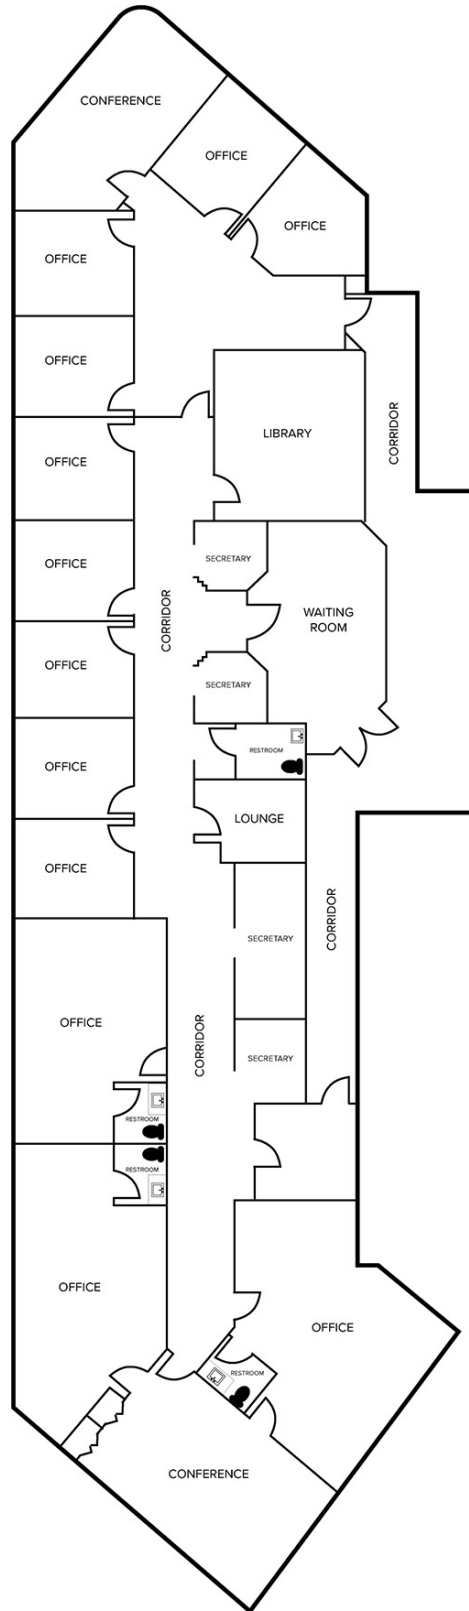 CONFERENCE
OFFICE
OFFICE
OFFICE
OFFICE
CORRIDOR
LIBRARY
OFFICE
SECRETARY
OFFICE
CORRIDOR
WAITING
ROOM
OFFICE
SECRETARY
RESTROOM
OFFICE
LOUNGE
OFFICE
CORRIDOR
SECRETARY
OFFICE
CORRIDOR
SECRETARY
RESTROOM
RESTROOM
OFFICE
OFFICE
RESTROOM
CONFERENCE